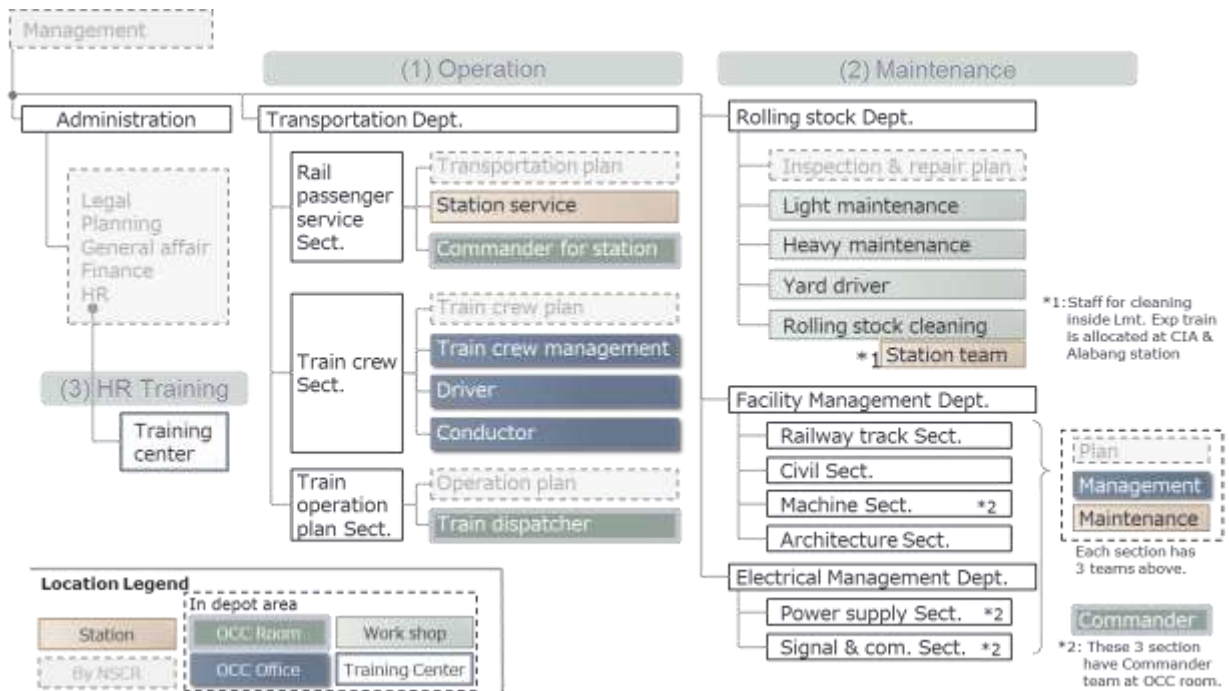 Management
(1) Operation
(2) Maintenance
Administration
Transportation Dept.
Rolling stock Dept.
Legal
Planning
General affair
Finance
HR
(3) HR Training
Training
center
Rail
passenger
service
Sect.
Transportation plan
Station service
Commander for station
Train crew
Sect.
Train crew plan
Train crew management
Driver
Conductor
Train
operation
plan Sect.
Operation plan
Train dispatcher
Inspection & repair plan
Light maintenance
Heavy maintenance
Yard driver
Rolling stock cleaning
*1 Station team
*1:Staff for cleaning
inside Lmt. Exp train
is allocated at CIA &
Alabang station
Facility Management Dept.
Railway track Sect.
Civil Sect.
Machine Sect. *2
Architecture Sect.
Electrical Management Dept.
Power supply Sect. *2
Signal & com. Sect. *2
Plan
Management
Maintenance
Each section has
3 teams above.
Commander
*2: These 3 section
have Commander
team at OCC room.
Location Legend
In depot area
Station
OCC Room
Work shop
By NSCR
OCC Office
Training Center